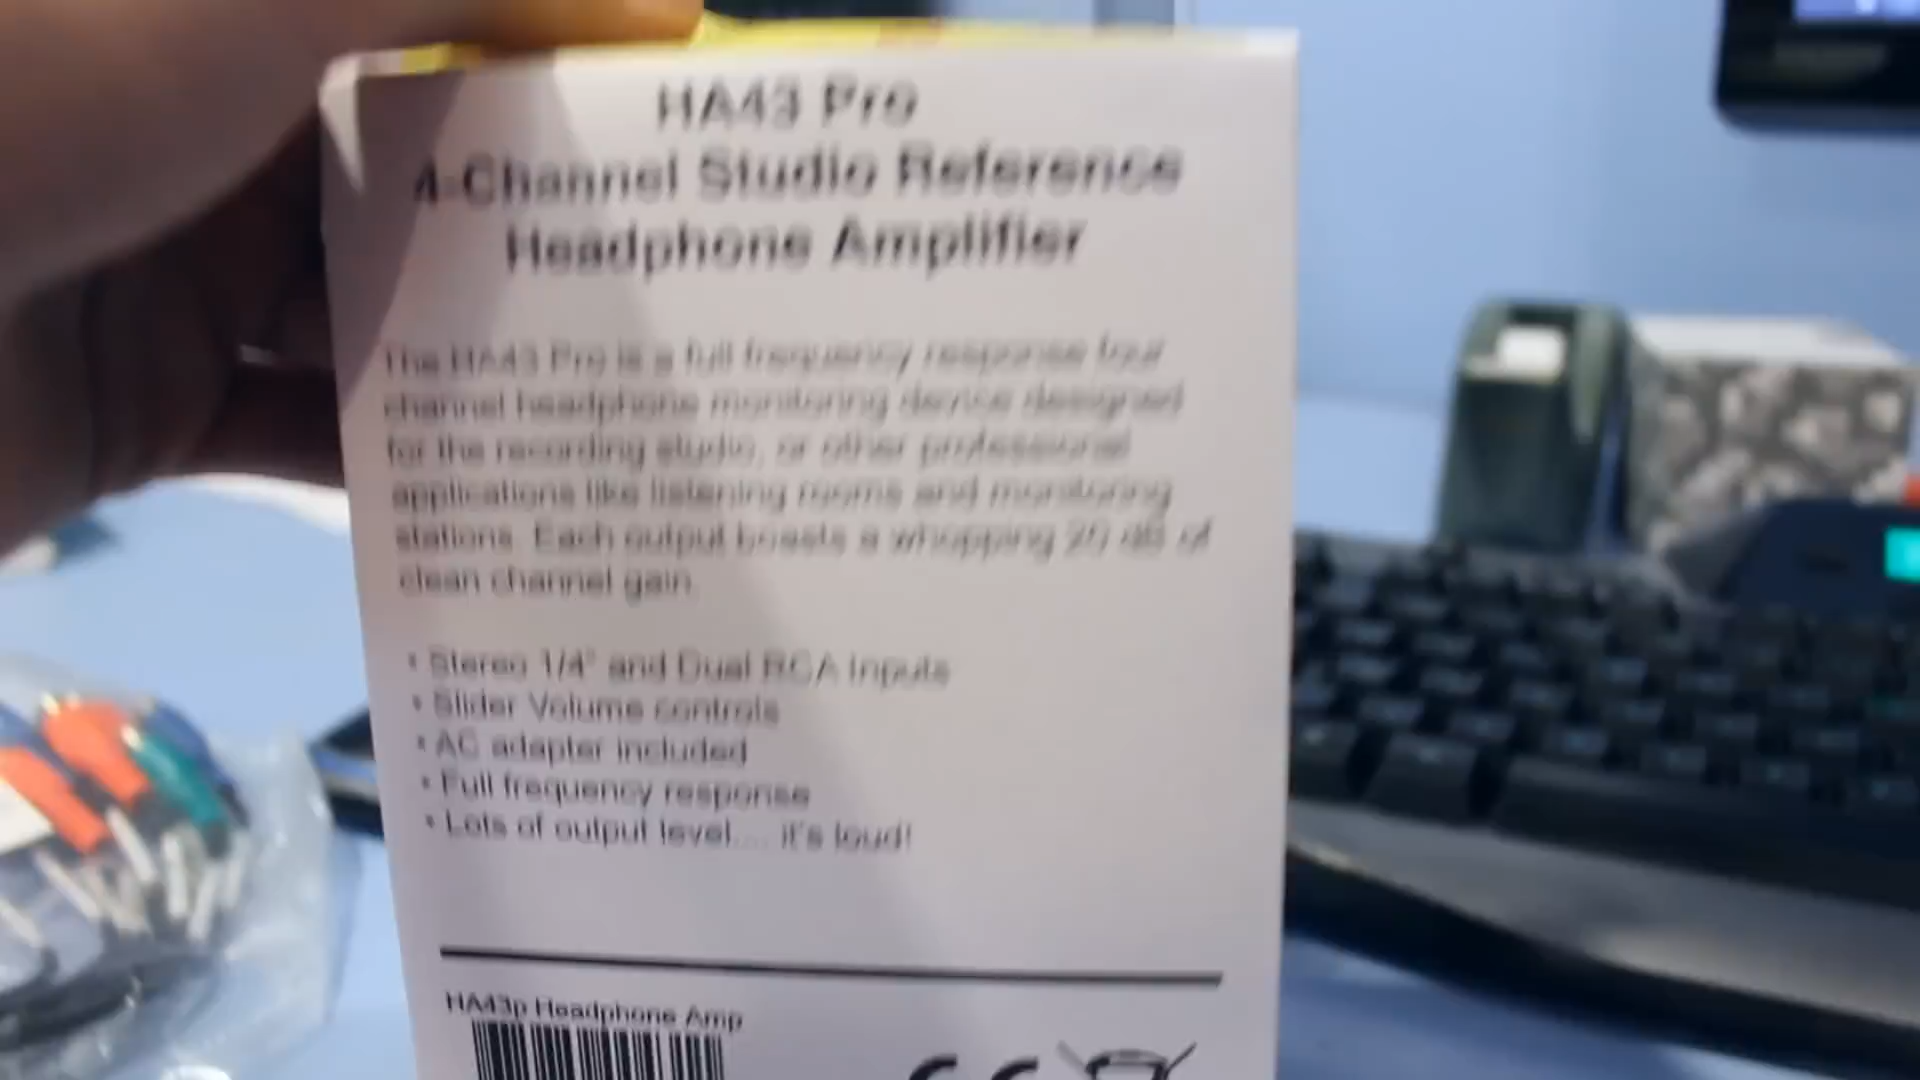 HA43 Pro
4-Channel Studio Reference
Headphone Amplifier
The HA43 Pro is a full frequency response four
channel headphone monitoring device designed
for the recording studio, or other professional
applications like listening rooms and monitoring
stations. Each output boasts a whopping 20 dB of
clean channel gain.
• Stereo 1/4" and Dual RCA Inputs
• Slider Volume controls
• AC adapter included
• Full frequency response
• Lots of output level.... it's loud!
HA43p Headphone Amp
CE